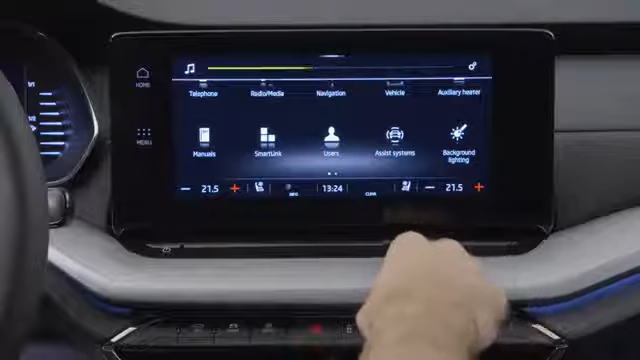 HOME
MENU
Telephone
Radio/Media
Navigation
Vehicle
Auxiliary heater
Manuals
SmartLink
Users
Assist systems
Background
lighting
21.5
13:24
CLIMA
21.5